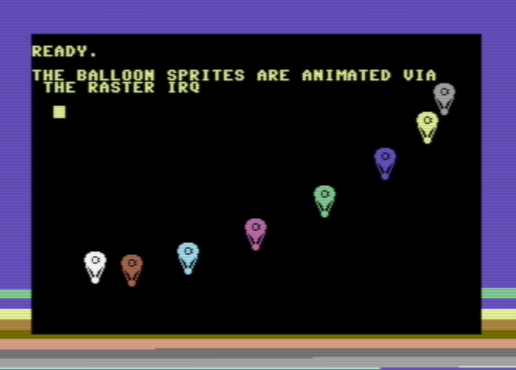 READY.
THE BALLOON SPRITES ARE ANIMATED VIA
THE RASTER IRQ